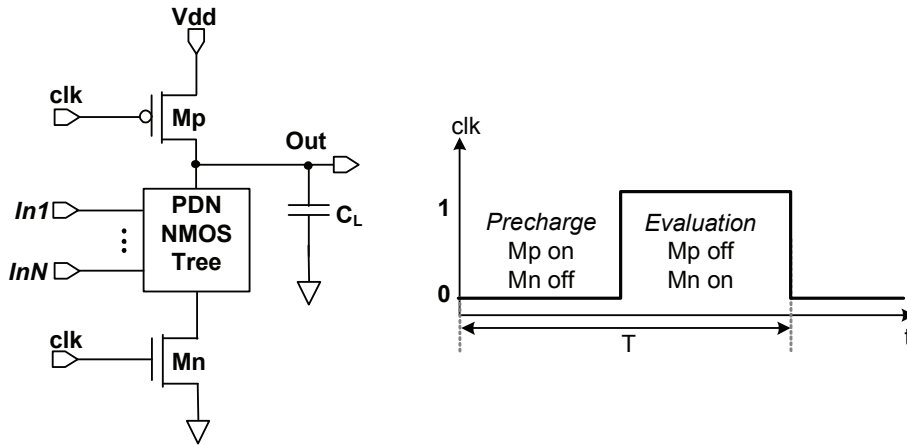 Vdd
clk
Mp
Out
In1
PDN
NMOS
Tree
CL
InN
clk
Mn
clk
1
Precharge
Mp on
Mn off
Evaluation
Mp off
Mn on
0
T
t